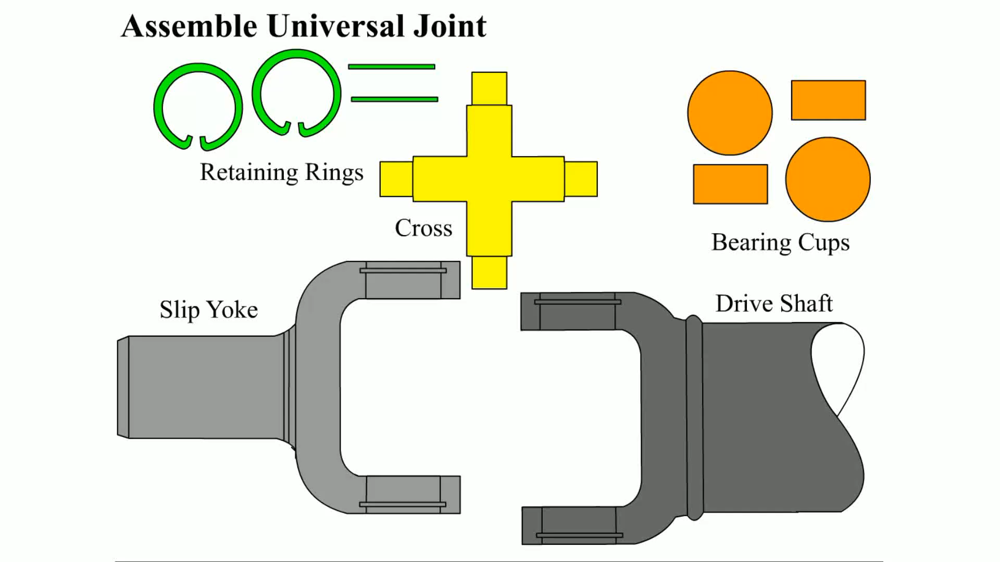 Assemble Universal Joint
Retaining Rings
Cross
Bearing Cups
Slip Yoke
Drive Shaft